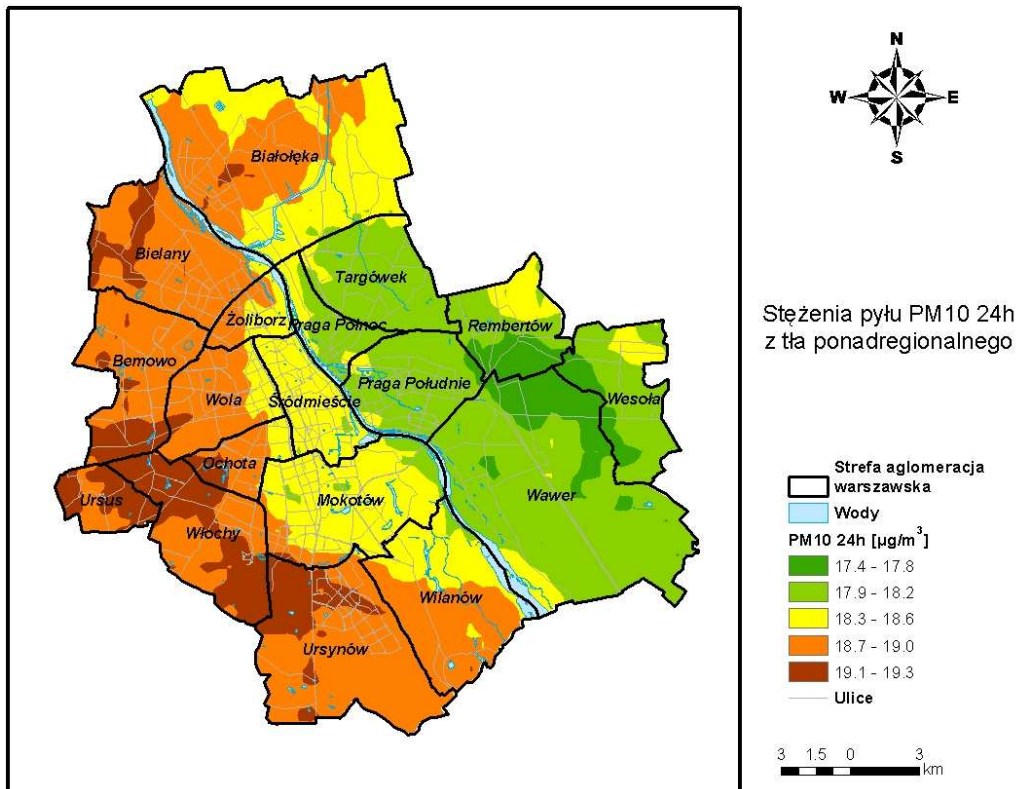 N
W E
S
Białołęka
Bielany
Targówek
Żoliborz
Praga Północ
Rembertów
Bemowo
Praga Południe
Wesoła
Wola
Śródmieście
Ochota
Ursus
Mokotów
Wawer
Włochy
Wilanów
Ursynów
Stężenia pyłu PM10 24h
z tła ponadregionalnego
Strefa aglomeracja
warszawska
Wody
PM10 24h [µg/m³]
17.4 - 17.8
17.9 - 18.2
18.3 - 18.6
18.7 - 19.0
19.1 - 19.3
Ulice
3 1.5 0 3
km